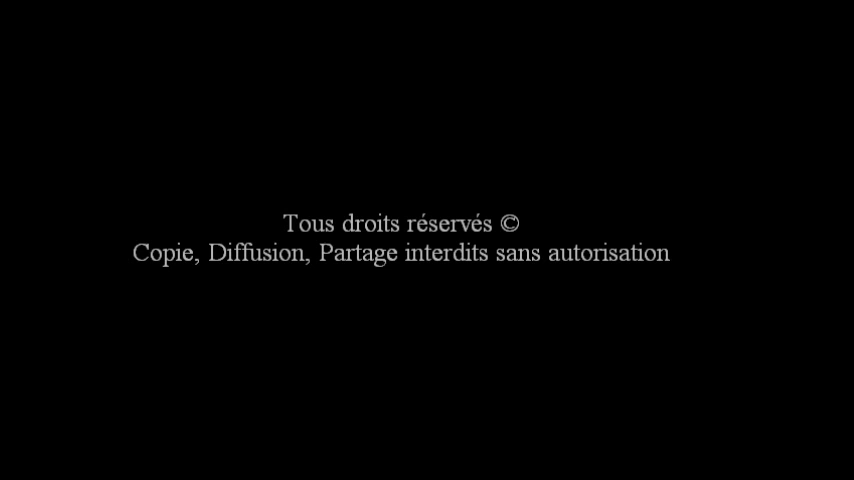 Tous droits réservés ©
Copie, Diffusion, Partage interdits sans autorisation